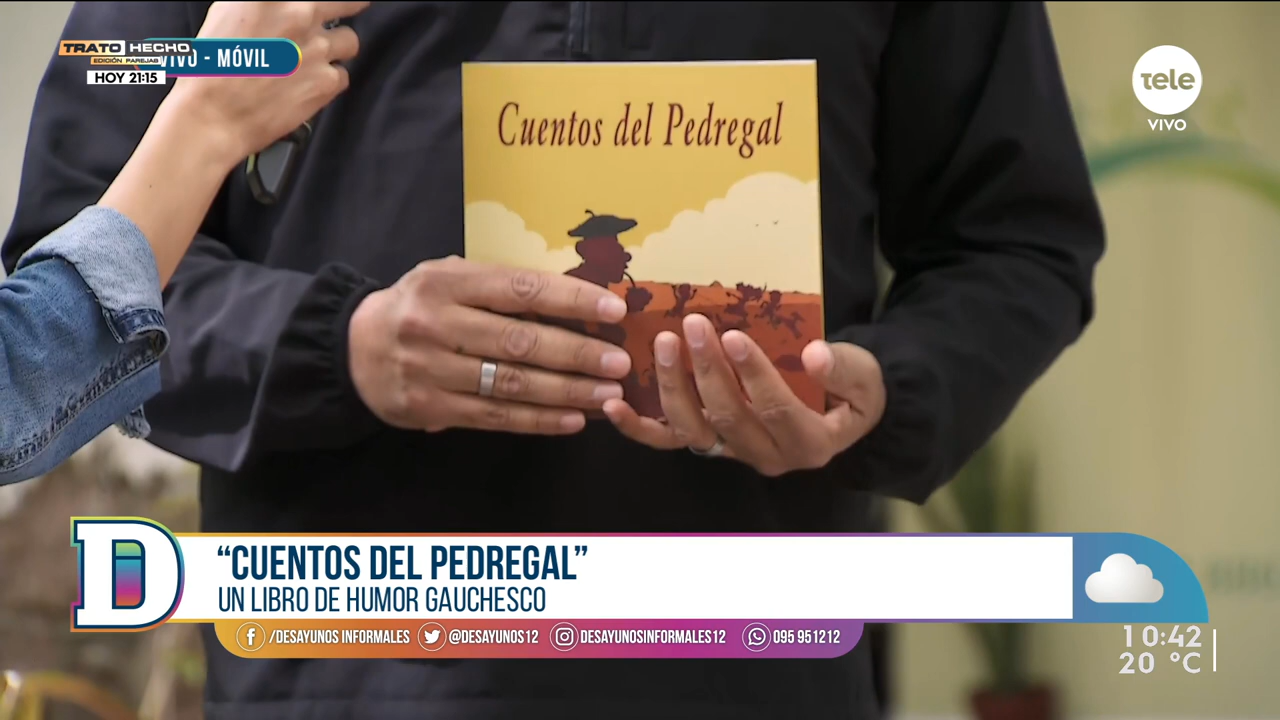 TRATO HECHO
EDICIÓN PAREJAS
VIVO - MÓVIL
HOY 21:15
tele
VIVO
Cuentos del Pedregal
D
“CUENTOS DEL PEDREGAL”
UN LIBRO DE HUMOR GAUCHESCO
/DESAYUNOS INFORMALES @DESAYUNOS12 DESAYUNOSINFORMALES12 095 951212
10:42
20 °C